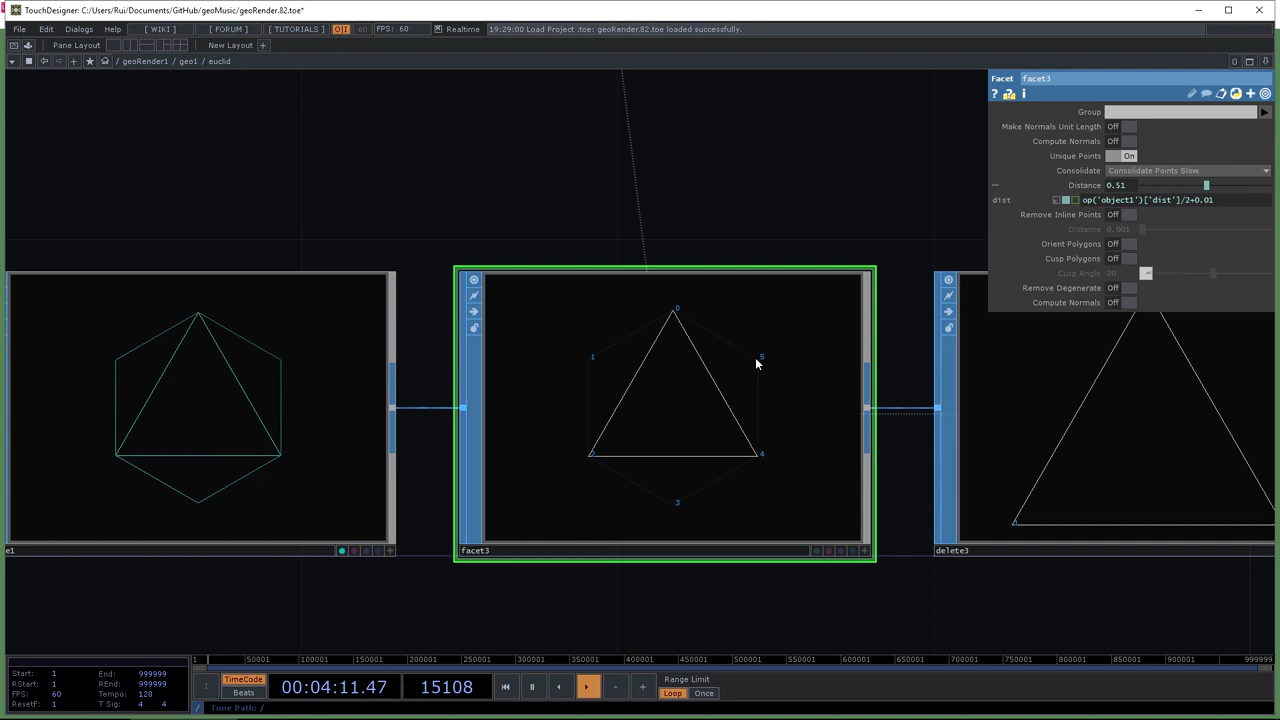 TouchDesigner: C:/Users/Rui/Documents/GitHub/geoMusic/geoRender.82.toe*
File Edit Dialogs Help [ WIKI ] [ FORUM ] [ TUTORIALS ] O|I 60 FPS: 60 Realtime 19:29:00 Load Project .toe: geoRender.82.toe loaded successfully.
Pane Layout New Layout +
/ geoRender1 / geo1 / euclid 0
Facet facet3
? ? i
Group
Make Normals Unit Length Off
Compute Normals Off
Unique Points On
Consolidate Consolidate Points Slow
Distance 0.51
dist op('object1')['dist']/2+0.01
Remove Inline Points Off
Distance 0.001
Orient Polygons Off
Cusp Polygons Off
Cusp Angle 20
Remove Degenerate Off
Compute Normals Off
0
1 5
2 4
3
e1 facet3 delete3
Start: 1 End: 999999
RStart: 1 REnd: 999999
FPS: 60 Tempo: 120
ResetF: 1 T Sig: 4 4
1 50001 100001 150001 200001 250001 300001 350001 400001 450001 500001 550001 600001 650001 700001 750001 800001 850001 900001 999999
TimeCode
Beats
00:04:11.47 15108
Range Limit
Loop Once
/ Time Path: /